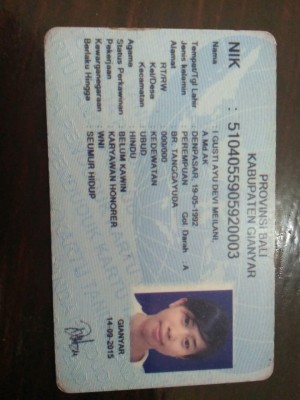 PROVINSI BALI
KABUPATEN GIANYAR
NIK : 5104055905920003
Nama : I GUSTI AYU DEVI MEILANI,
A.Md.AK
Tempat/Tgl Lahir : DENPASAR, 19-05-1992
Jenis kelamin : PEREMPUAN Gol. Darah : A
Alamat : BR. TANGGAYUDA
RT/RW : 000/000
Kel/Desa : KEDEWATAN
Kecamatan : UBUD
Agama : HINDU
Status Perkawinan : BELUM KAWIN
Pekerjaan : KARYAWAN HONORER
Kewarganegaraan : WNI
Berlaku Hingga : SEUMUR HIDUP
GIANYAR
14-09-2015